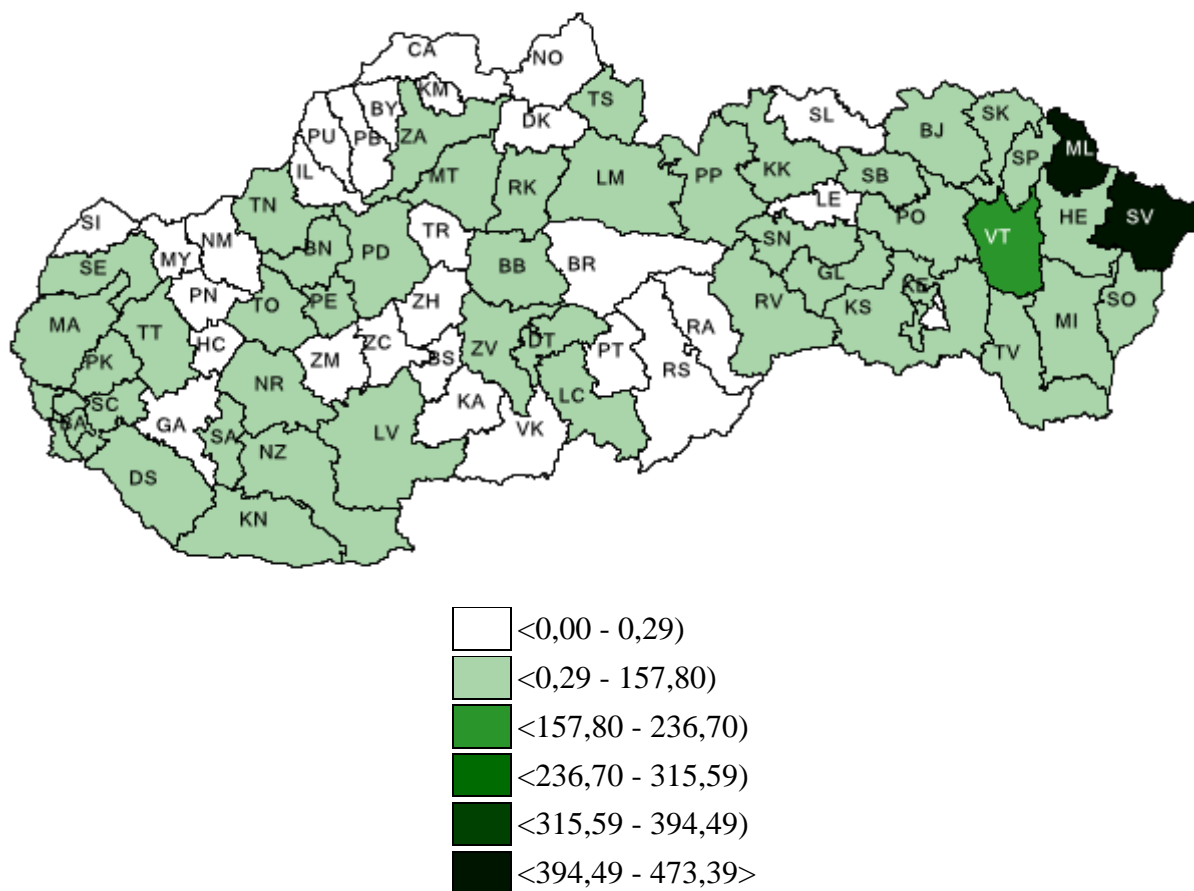 CA
NO
KM
TS
BY
DK
SL
PU
PB
ZA
BJ
SK
IL
MT
RK
LM
PP
KK
SB
SP
ML
TN
LE
PO
HE
SV
SI
NM
MY
SE
BN
PD
TR
BB
BR
SN
VT
GL
PN
TO
PE
ZH
RV
KS
KE
SO
MA
TT
HC
ZM
ZC
BS
ZV
DT
PT
RA
RS
TV
MI
PK
NR
KA
LC
SC
BA
GA
SA
LV
VK
DS
NZ
KN
<0,00 - 0,29)
<0,29 - 157,80)
<157,80 - 236,70)
<236,70 - 315,59)
<315,59 - 394,49)
<394,49 - 473,39>